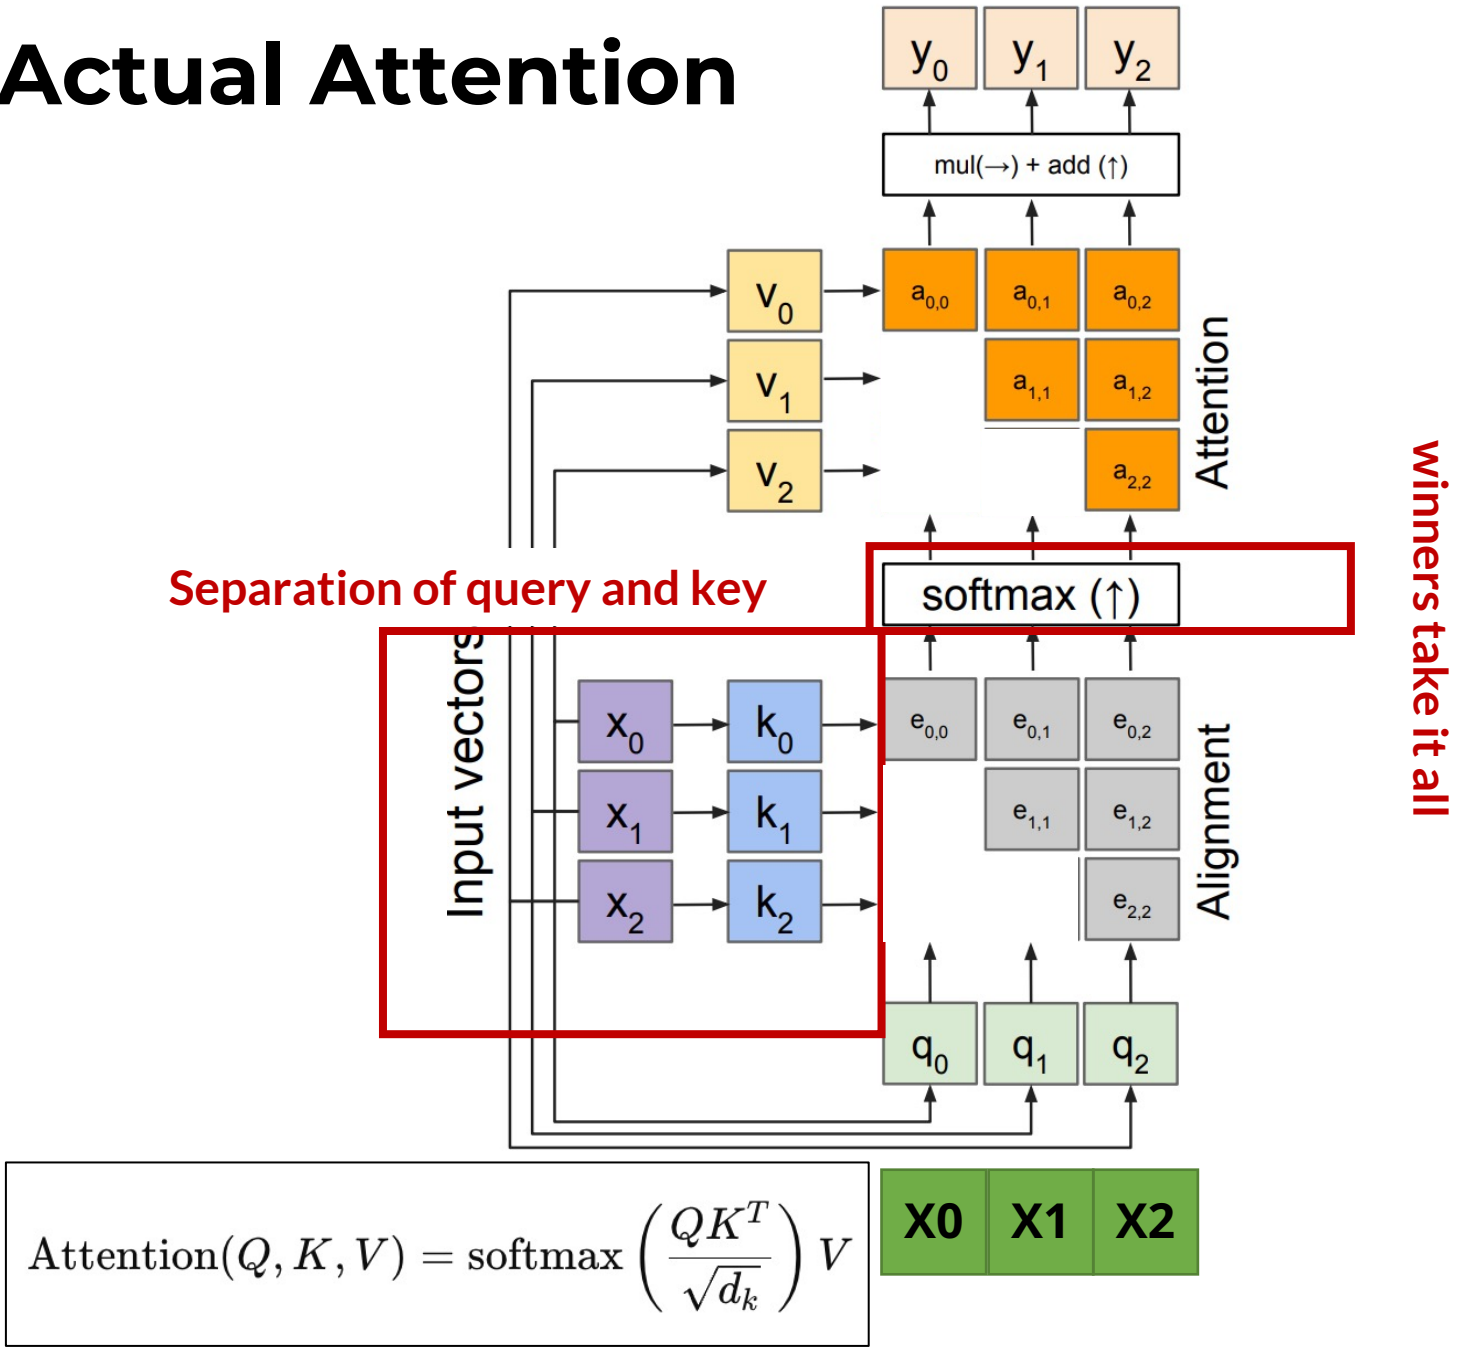 Actual Attention
y0 y1 y2
mul(→) + add (↑)
v0 a0,0 a0,1 a0,2
v1 a1,1 a1,2
v2 a2,2
Attention
Separation of query and key
softmax (↑)
winners take it all
Input vectors
x0 k0 e0,0 e0,1 e0,2
x1 k1 e1,1 e1,2
x2 k2 e2,2
Alignment
q0 q1 q2
X0 X1 X2
Attention(Q, K, V) = softmax(QK^T / √d_k) V